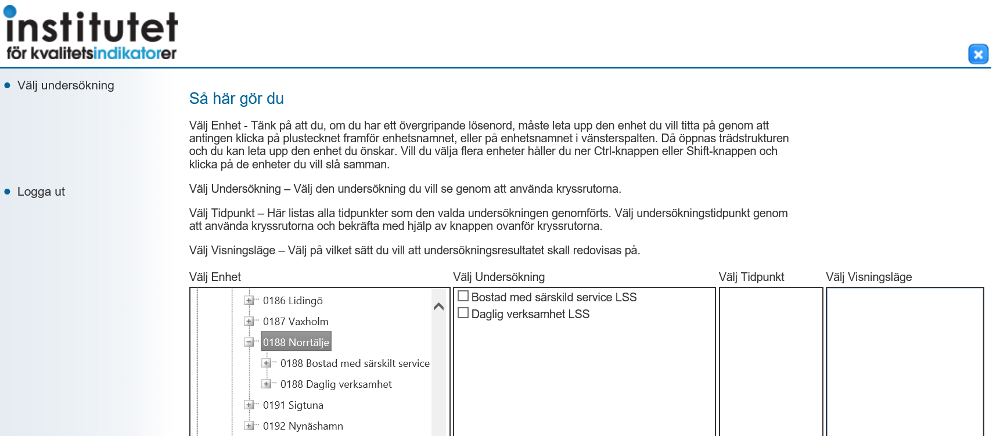 institutet
för kvalitetsindikatorer
Välj undersökning
Logga ut
Så här gör du
Välj Enhet - Tänk på att du, om du har ett övergripande lösenord, måste leta upp den enhet du vill titta på genom att
antingen klicka på plustecknet framför enhetsnamnet, eller på enhetsnamnet i vänsterspalten. Då öppnas trädstrukturen
och du kan leta upp den enhet du önskar. Vill du välja flera enheter håller du ner Ctrl-knappen eller Shift-knappen och
klicka på de enheter du vill slå samman.
Välj Undersökning – Välj den undersökning du vill se genom att använda kryssrutorna.
Välj Tidpunkt – Här listas alla tidpunkter som den valda undersökningen genomförts. Välj undersökningstidpunkt genom
att använda kryssrutorna och bekräfta med hjälp av knappen ovanför kryssrutorna.
Välj Visningsläge – Välj på vilket sätt du vill att undersökningsresultatet skall redovisas på.
Välj Enhet
0186 Lidingö
0187 Vaxholm
0188 Norrtälje
0188 Bostad med särskilt service
0188 Daglig verksamhet
0191 Sigtuna
0192 Nynäshamn
Välj Undersökning
Bostad med särskild service LSS
Daglig verksamhet LSS
Välj Tidpunkt
Välj Visningsläge